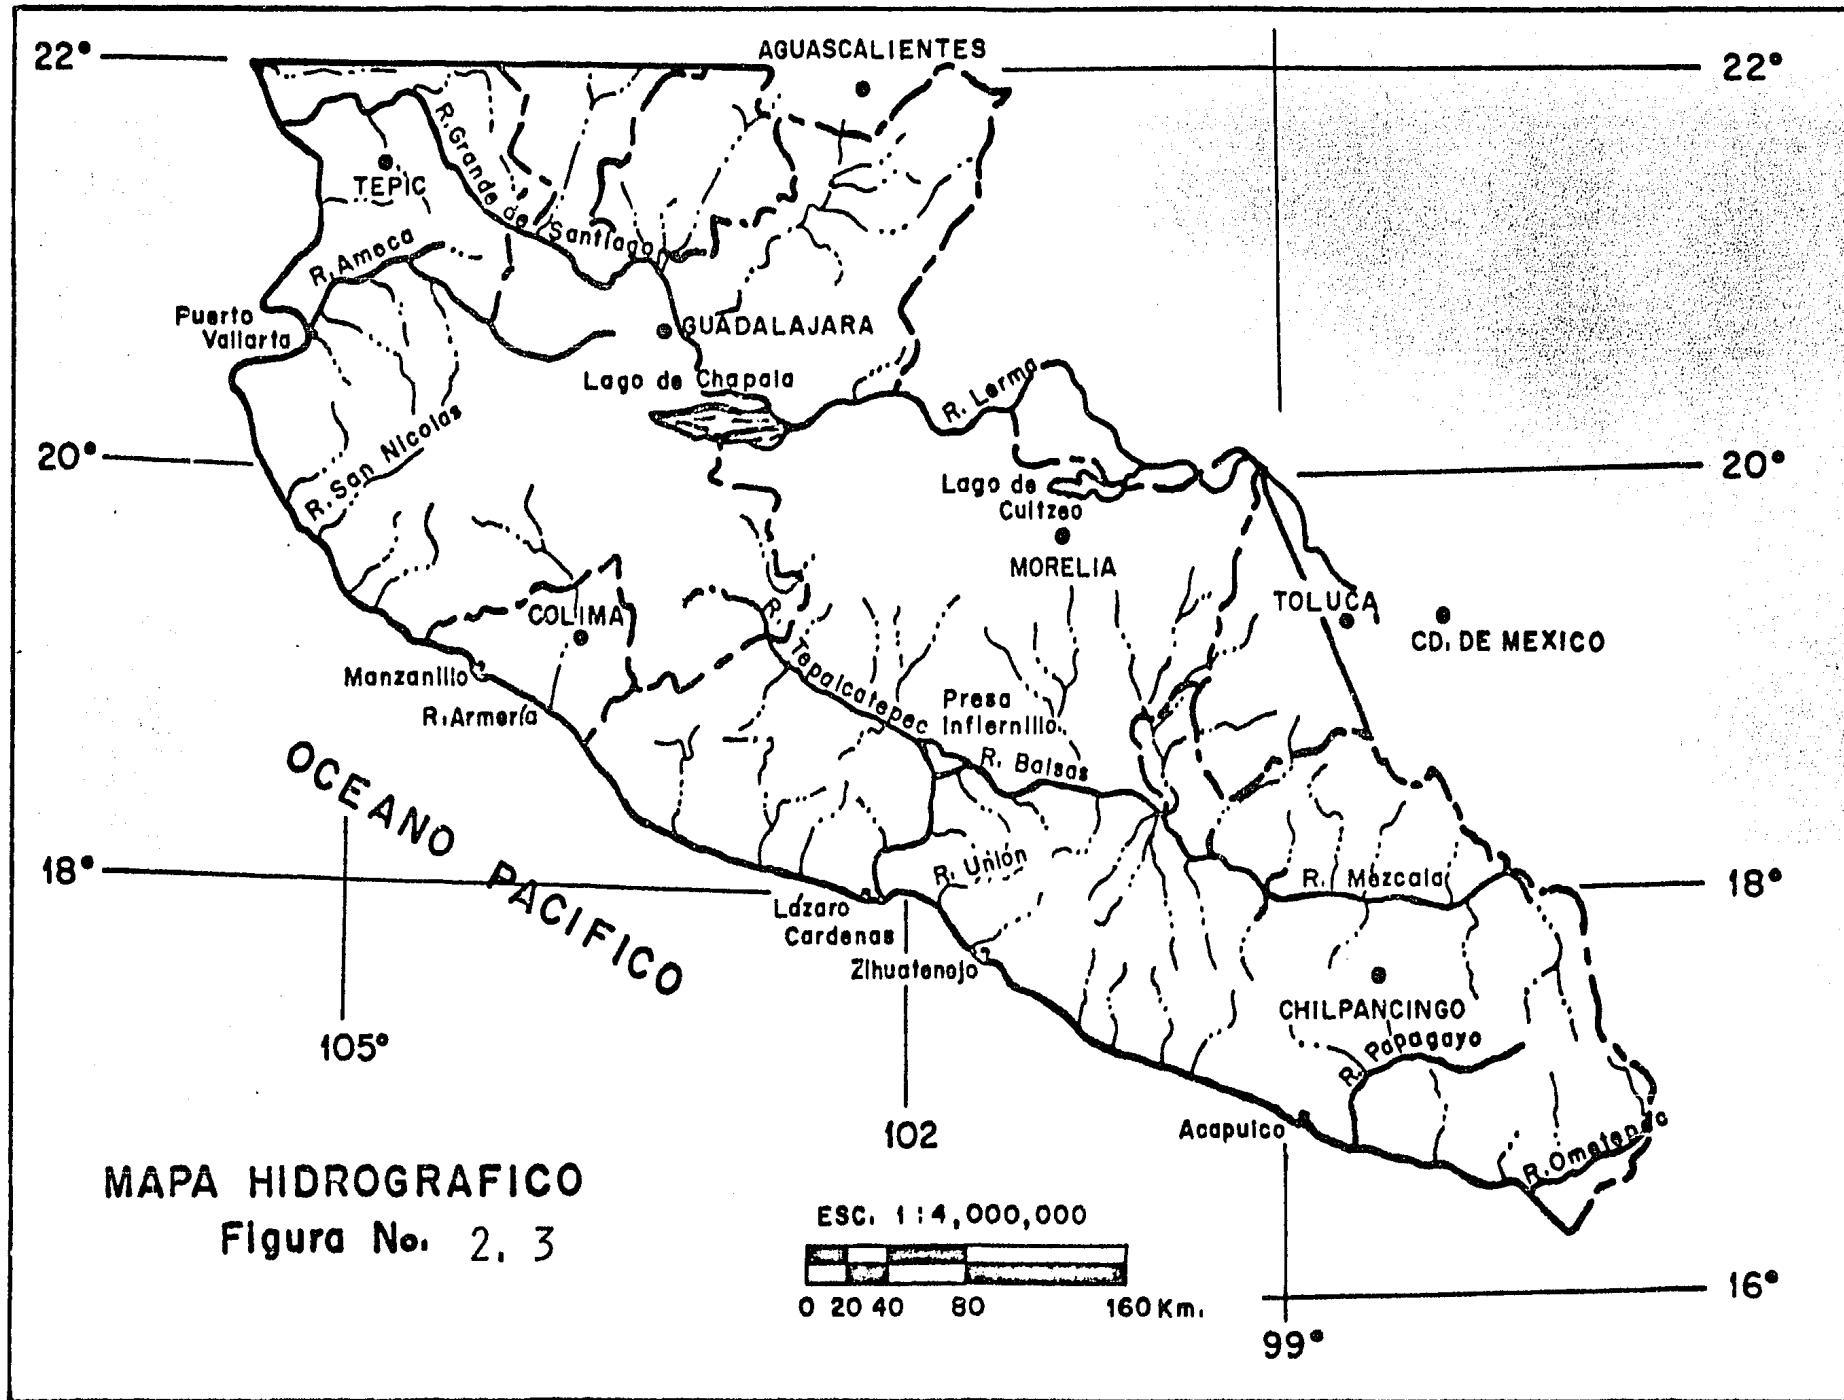 22°
AGUASCALIENTES
22°
R. Grande de Santiago
TEPIC
R. Ameca
Puerto
Vallarta
GUADALAJARA
Lago de Chapala
R. Lerma
R. San Nicolas
20°
20°
Lago de
Cuitzeo
MORELIA
TOLUCA
CD. DE MEXICO
COLIMA
R. Tepalcatepec
Manzanillo
R. Armería
Presa
Infiernillo
R. Balsas
OCEANO PACIFICO
18°
R. Unión
R. Mezcala
18°
Lázaro
Cardenas
Zihuatenejo
CHILPANCINGO
R. Papagayo
105°
102
Acapulco
R. Ometepec
MAPA HIDROGRAFICO
Figura No. 2.3
ESC. 1:4,000,000
0 20 40 80 160 Km.
16°
99°